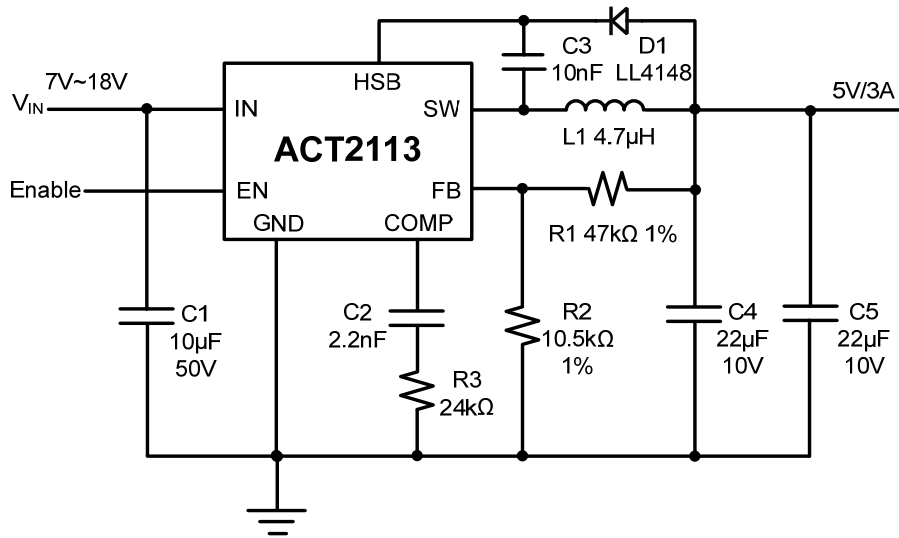 C3
10nF
D1
LL4148
HSB
7V~18V
VIN
IN
SW
5V/3A
L1 4.7µH
ACT2113
Enable
EN
FB
GND
COMP
R1 47kΩ 1%
C1
10µF
50V
C2
2.2nF
R2
10.5kΩ
1%
C4
22µF
10V
C5
22µF
10V
R3
24kΩ